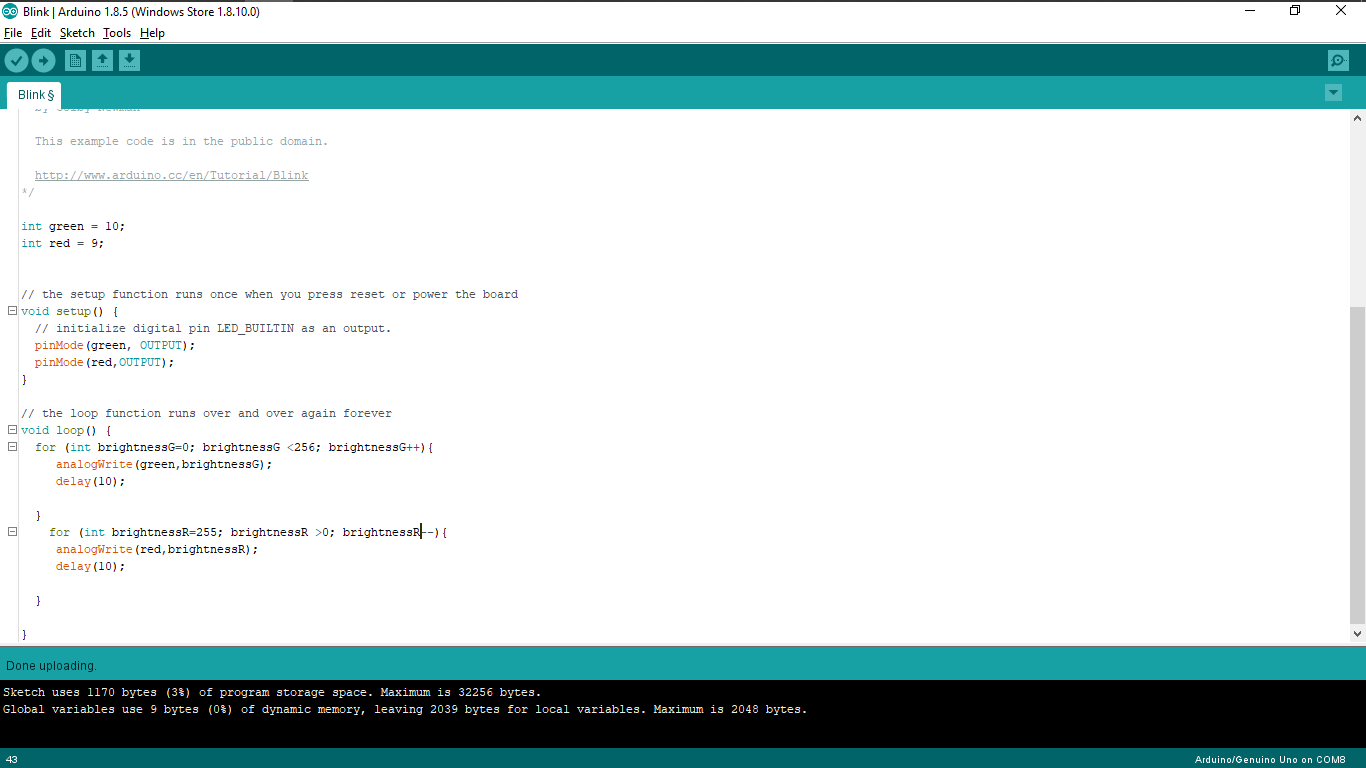 Blink | Arduino 1.8.5 (Windows Store 1.8.10.0)
File Edit Sketch Tools Help
Blink §
This example code is in the public domain.
http://www.arduino.cc/en/Tutorial/Blink
*/
int green = 10;
int red = 9;
// the setup function runs once when you press reset or power the board
void setup() {
// initialize digital pin LED_BUILTIN as an output.
pinMode(green, OUTPUT);
pinMode(red,OUTPUT);
}
// the loop function runs over and over again forever
void loop() {
for (int brightnessG=0; brightnessG <256; brightnessG++){
analogWrite(green,brightnessG);
delay(10);
}
for (int brightnessR=255; brightnessR >0; brightnessR--){
analogWrite(red,brightnessR);
delay(10);
}
}
Done uploading.
Sketch uses 1170 bytes (3%) of program storage space. Maximum is 32256 bytes.
Global variables use 9 bytes (0%) of dynamic memory, leaving 2039 bytes for local variables. Maximum is 2048 bytes.
43 Arduino/Genuino Uno on COM8